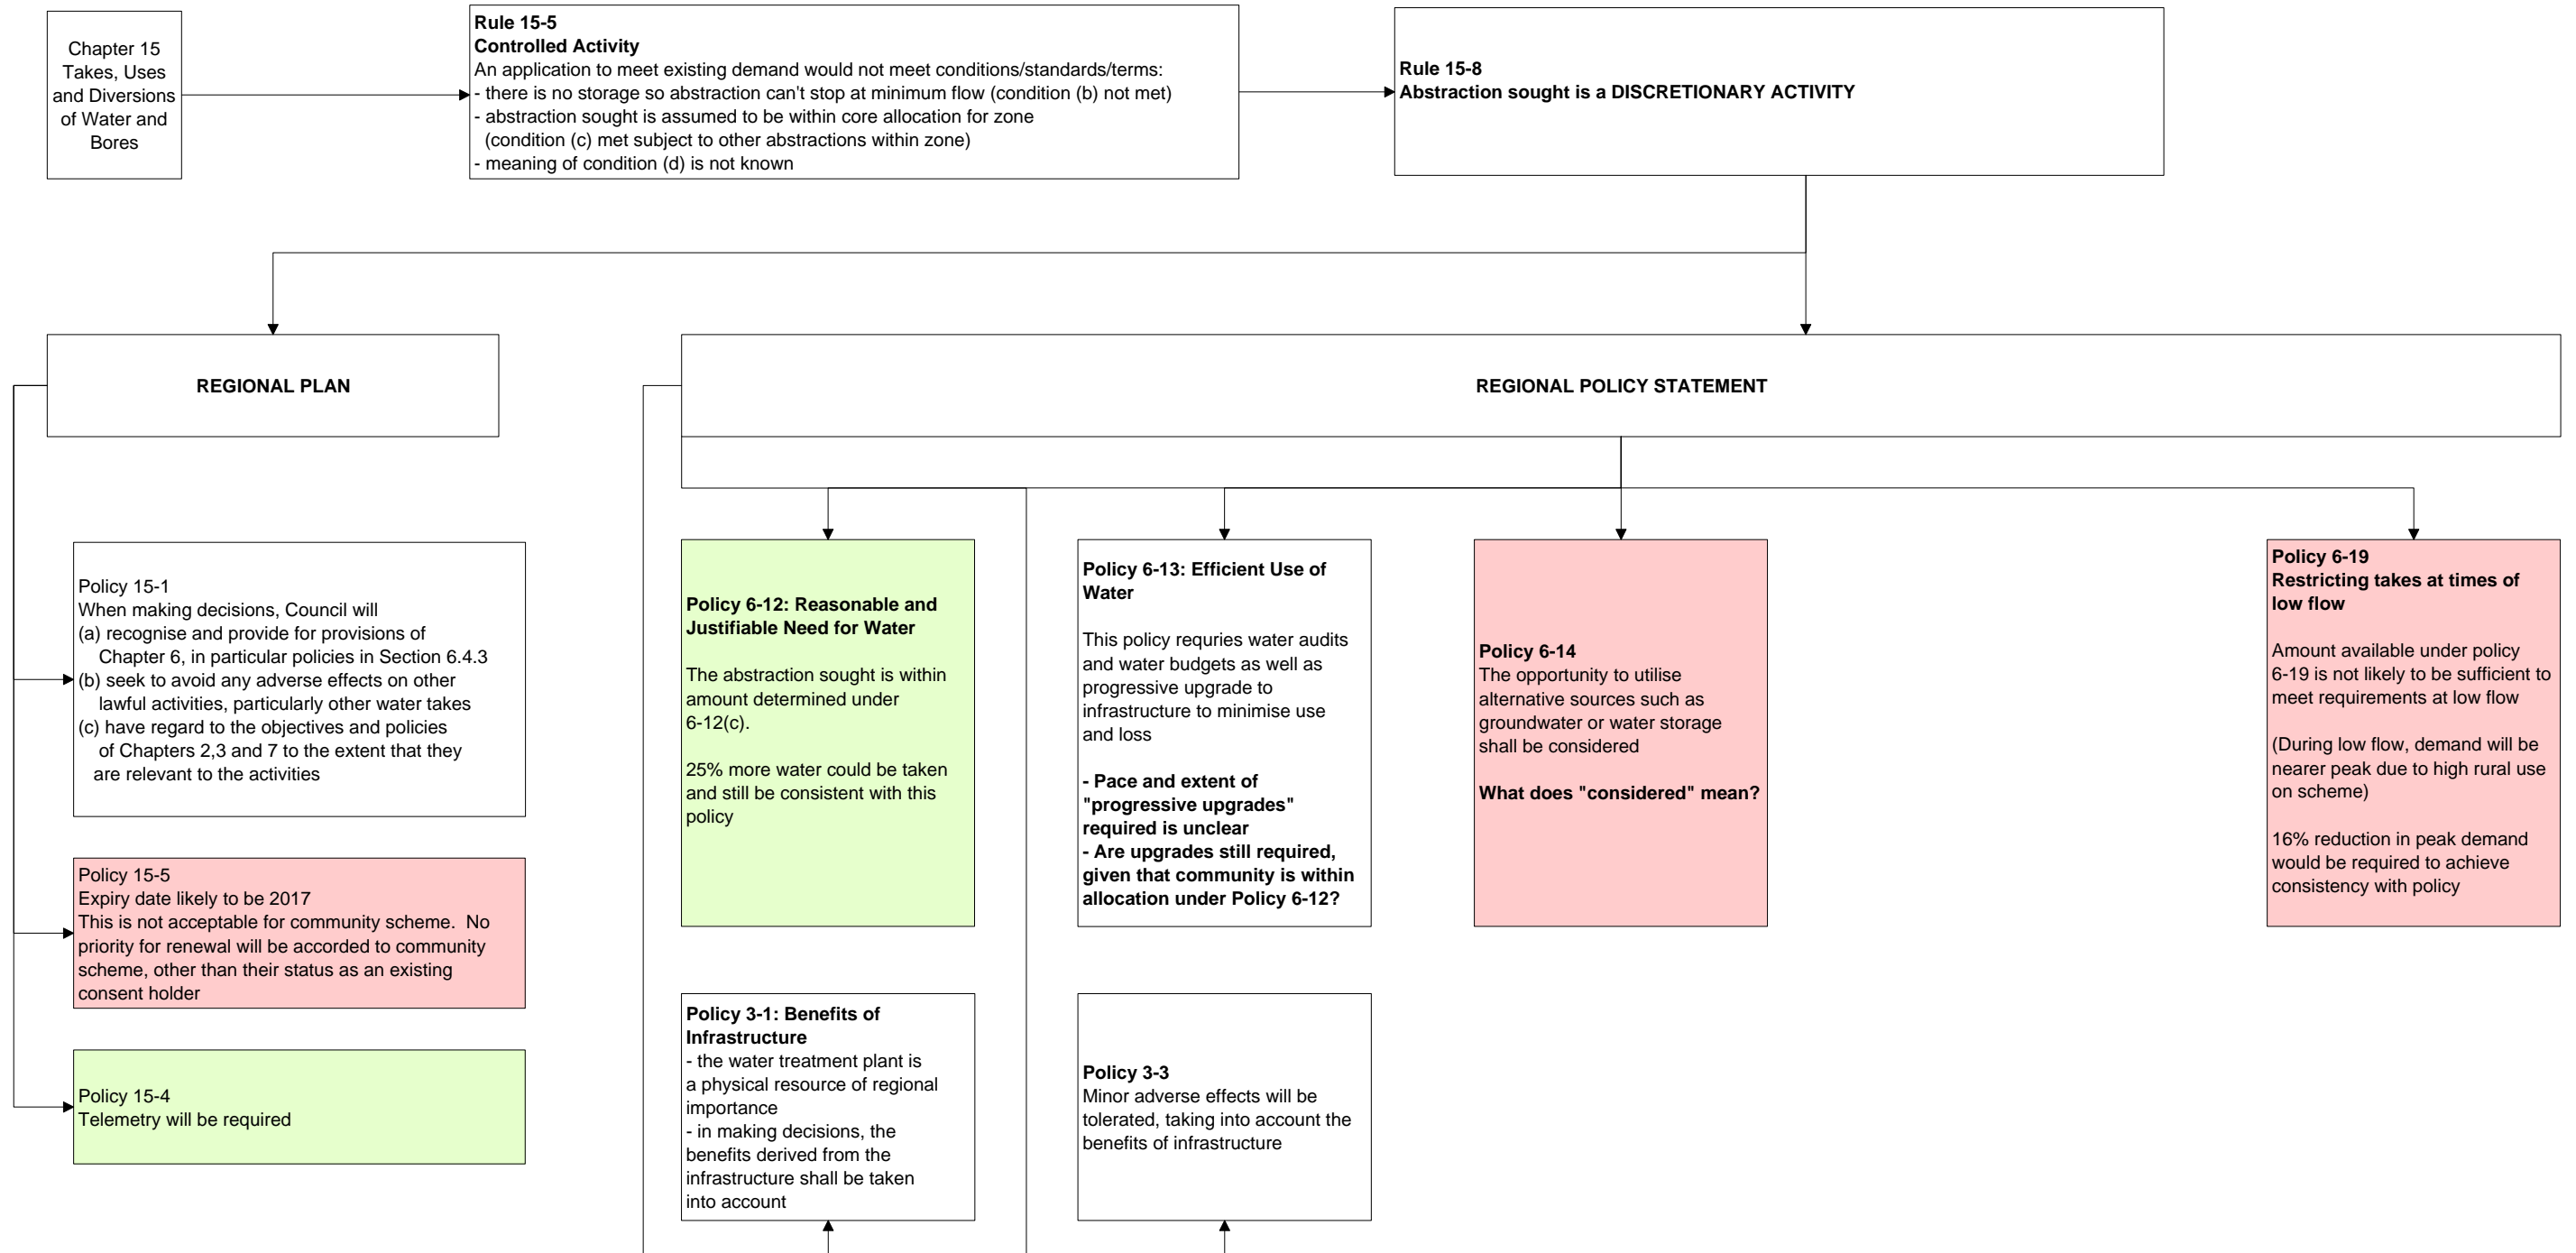 Chapter 15
Takes, Uses
and Diversions
of Water and
Bores
Rule 15-5
Controlled Activity
An application to meet existing demand would not meet conditions/standards/terms:
- there is no storage so abstraction can't stop at minimum flow (condition (b) not met)
- abstraction sought is assumed to be within core allocation for zone
(condition (c) met subject to other abstractions within zone)
- meaning of condition (d) is not known
Rule 15-8
Abstraction sought is a DISCRETIONARY ACTIVITY
REGIONAL PLAN
REGIONAL POLICY STATEMENT
Policy 15-1
When making decisions, Council will
(a) recognise and provide for provisions of
Chapter 6, in particular policies in Section 6.4.3
(b) seek to avoid any adverse effects on other
lawful activities, particularly other water takes
(c) have regard to the objectives and policies
of Chapters 2,3 and 7 to the extent that they
are relevant to the activities
Policy 15-5
Expiry date likely to be 2017
This is not acceptable for community scheme.  No
priority for renewal will be accorded to community
scheme, other than their status as an existing
consent holder
Policy 15-4
Telemetry will be required
Policy 6-12: Reasonable and
Justifiable Need for Water
The abstraction sought is within
amount determined under
6-12(c).
25% more water could be taken
and still be consistent with this
policy
Policy 6-13: Efficient Use of
Water
This policy requries water audits
and water budgets as well as
progressive upgrade to
infrastructure to minimise use
and loss
- Pace and extent of
"progressive upgrades"
required is unclear
- Are upgrades still required,
given that community is within
allocation under Policy 6-12?
Policy 6-14
The opportunity to utilise
alternative sources such as
groundwater or water storage
shall be considered
What does "considered" mean?
Policy 6-19
Restricting takes at times of
low flow
Amount available under policy
6-19 is not likely to be sufficient to
meet requirements at low flow
(During low flow, demand will be
nearer peak due to high rural use
on scheme)
16% reduction in peak demand
would be required to achieve
consistency with policy
Policy 3-1: Benefits of
Infrastructure
- the water treatment plant is
a physical resource of regional
importance
- in making decisions, the
benefits derived from the
infrastructure shall be taken
into account
Policy 3-3
Minor adverse effects will be
tolerated, taking into account the
benefits of infrastructure